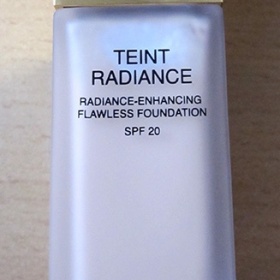 TEINT
RADIANCE
RADIANCE-ENHANCING
FLAWLESS FOUNDATION
SPF 20